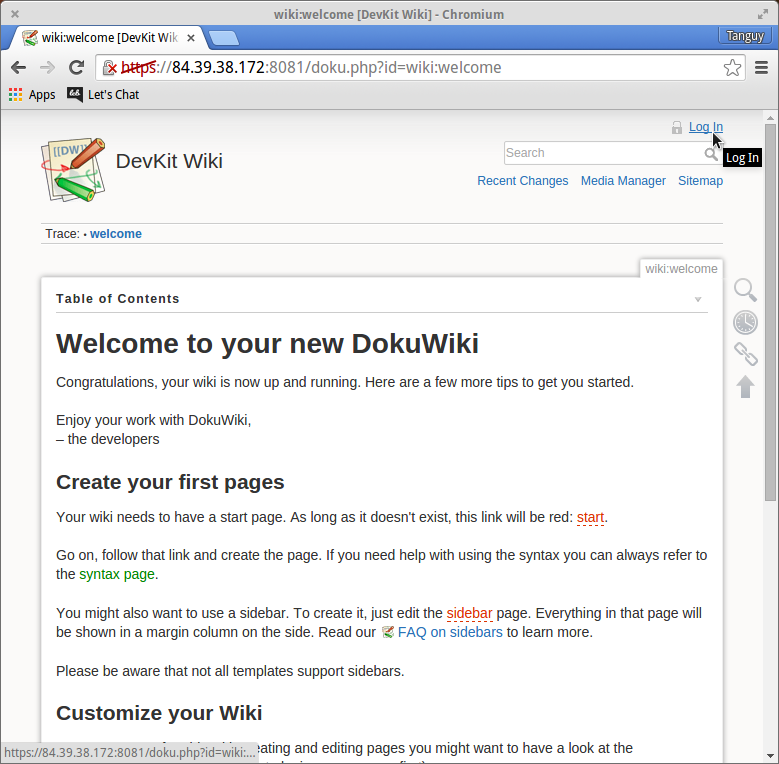 wiki:welcome [DevKit Wiki] - Chromium
wiki:welcome [DevKit Wik
Tanguy
https://84.39.38.172:8081/doku.php?id=wiki:welcome
Apps
Let's Chat
Log In
[[DW]]
DevKit Wiki
Search
Log In
Recent Changes Media Manager Sitemap
Trace: • welcome
wiki:welcome
Table of Contents
Welcome to your new DokuWiki
Congratulations, your wiki is now up and running. Here are a few more tips to get you started.
Enjoy your work with DokuWiki,
– the developers
Create your first pages
Your wiki needs to have a start page. As long as it doesn't exist, this link will be red: start.
Go on, follow that link and create the page. If you need help with using the syntax you can always refer to
the syntax page.
You might also want to use a sidebar. To create it, just edit the sidebar page. Everything in that page will
be shown in a margin column on the side. Read our FAQ on sidebars to learn more.
Please be aware that not all templates support sidebars.
Customize your Wiki
eating and editing pages you might want to have a look at the
https://84.39.38.172:8081/doku.php?id=wiki:...